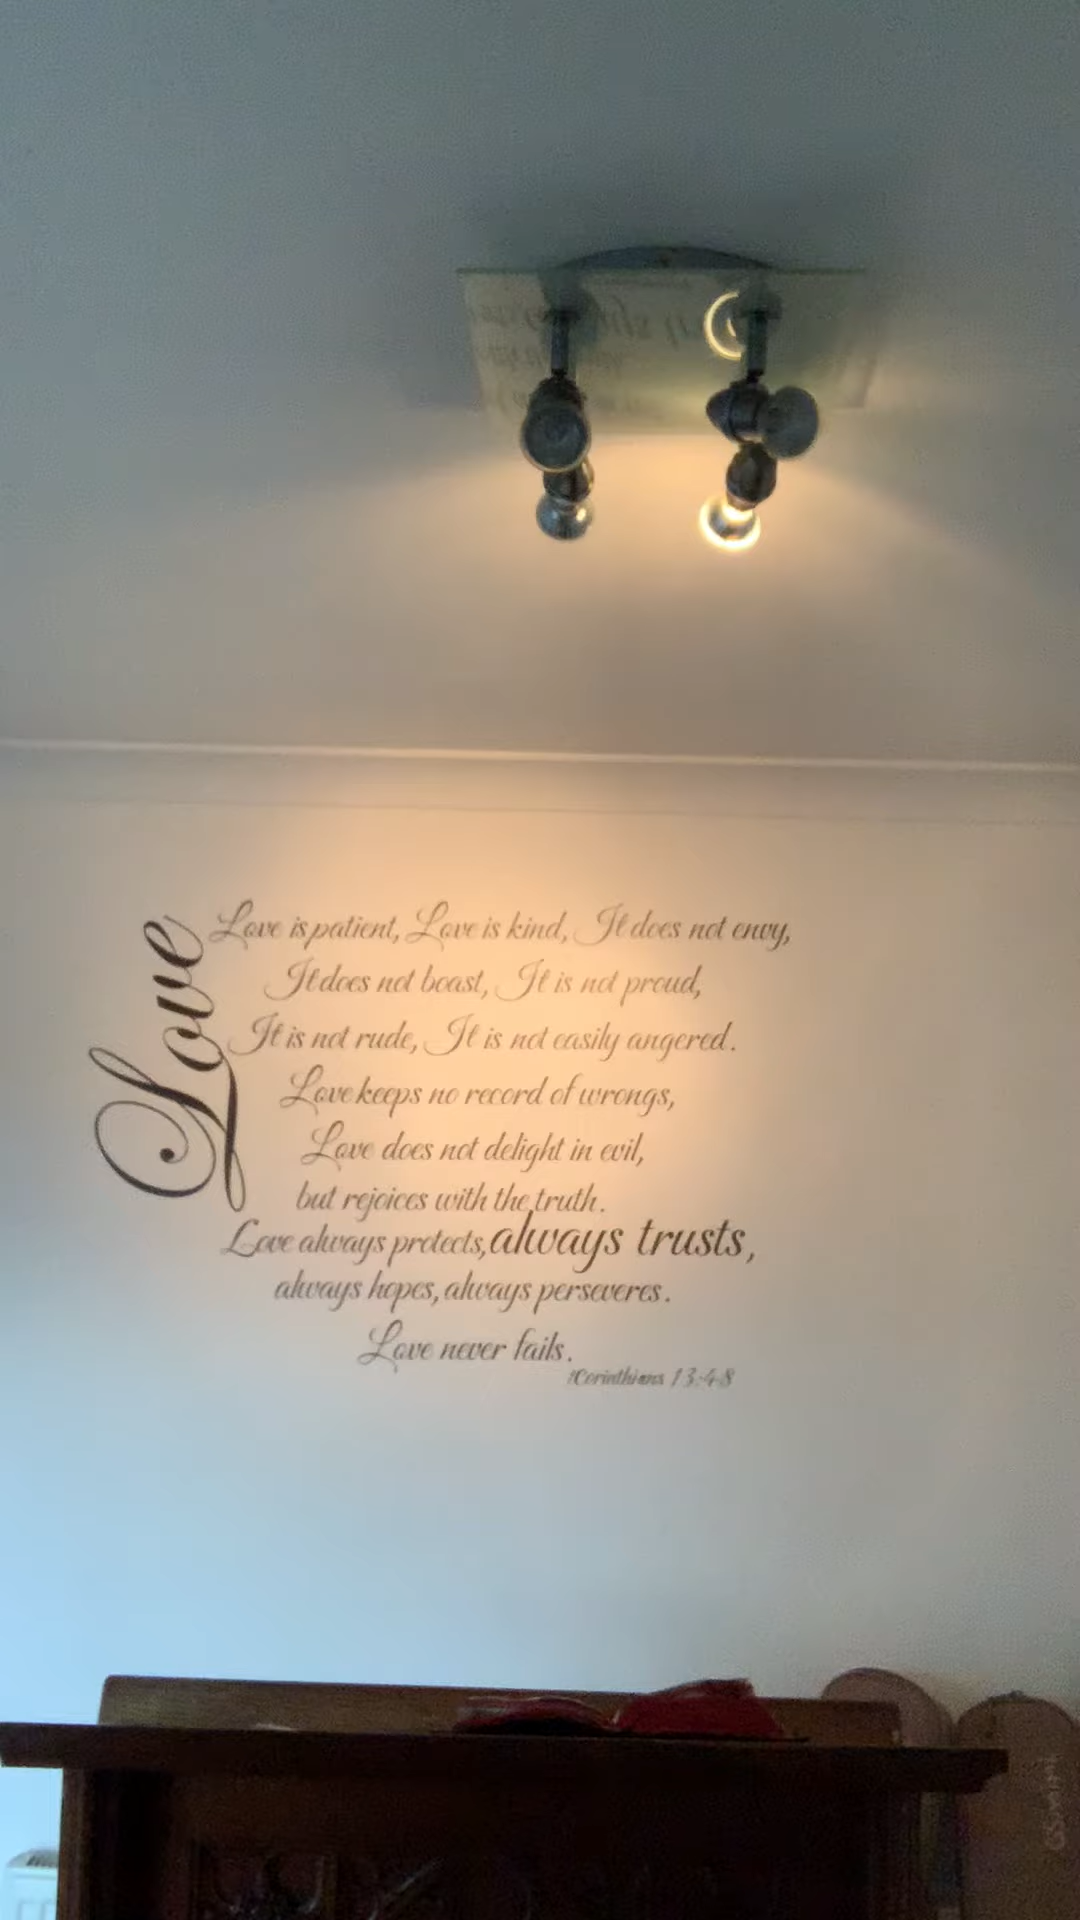 Love
Love is patient, Love is kind, It does not envy,
It does not boast, It is not proud,
It is not rude, It is not easily angered.
Love keeps no record of wrongs,
Love does not delight in evil,
but rejoices with the truth.
Love always protects, always trusts,
always hopes, always perseveres.
Love never fails.
1Corinthians 13:4-8